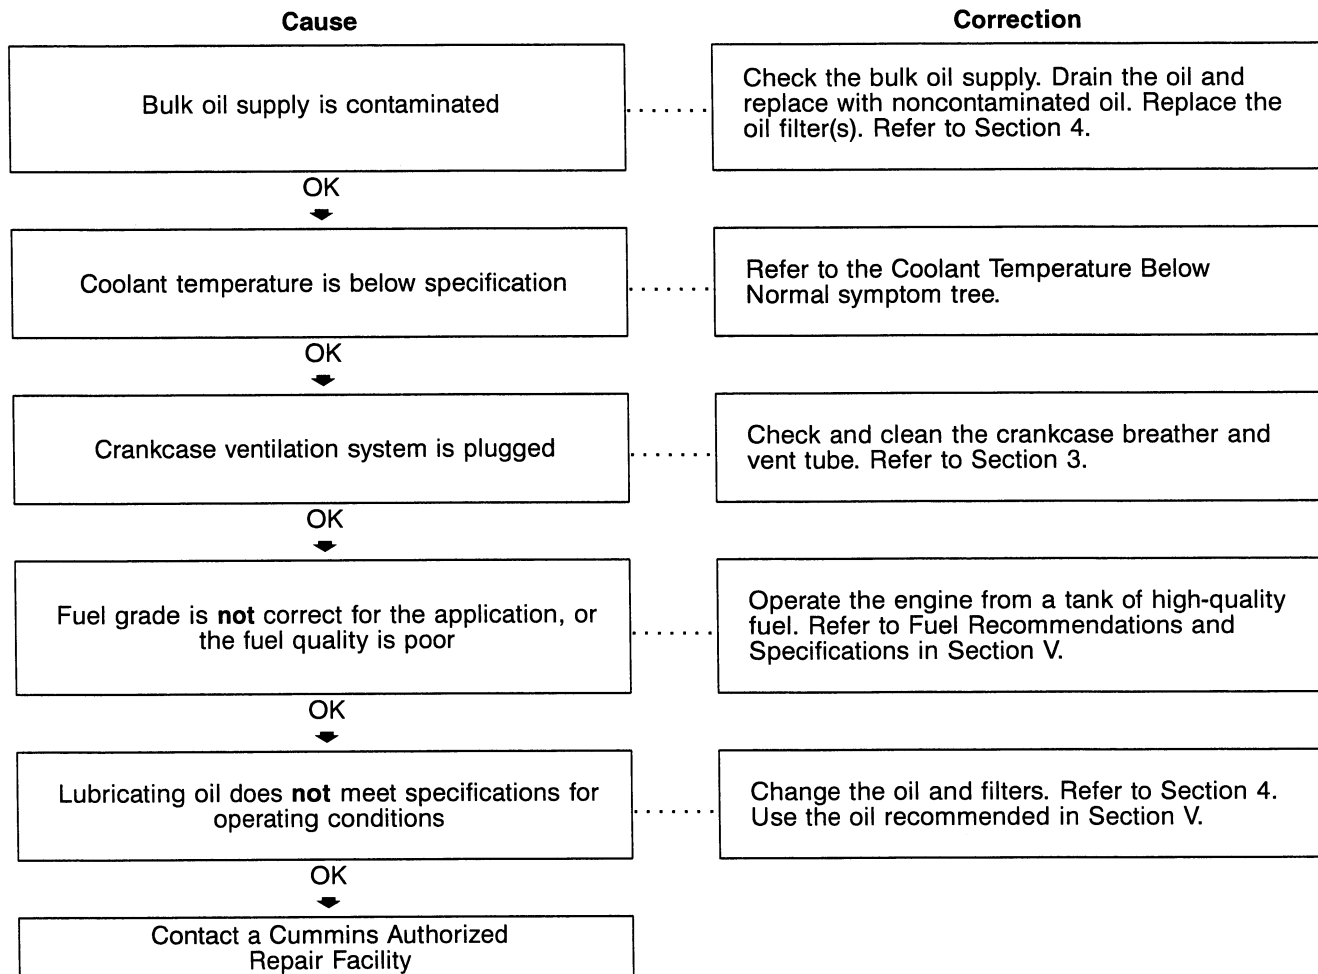 Cause
Correction
Bulk oil supply is contaminated
Check the bulk oil supply. Drain the oil and
replace with noncontaminated oil. Replace the
oil filter(s). Refer to Section 4.
OK
Coolant temperature is below specification
Refer to the Coolant Temperature Below
Normal symptom tree.
OK
Crankcase ventilation system is plugged
Check and clean the crankcase breather and
vent tube. Refer to Section 3.
OK
Fuel grade is not correct for the application, or
the fuel quality is poor
Operate the engine from a tank of high-quality
fuel. Refer to Fuel Recommendations and
Specifications in Section V.
OK
Lubricating oil does not meet specifications for
operating conditions
Change the oil and filters. Refer to Section 4.
Use the oil recommended in Section V.
OK
Contact a Cummins Authorized
Repair Facility